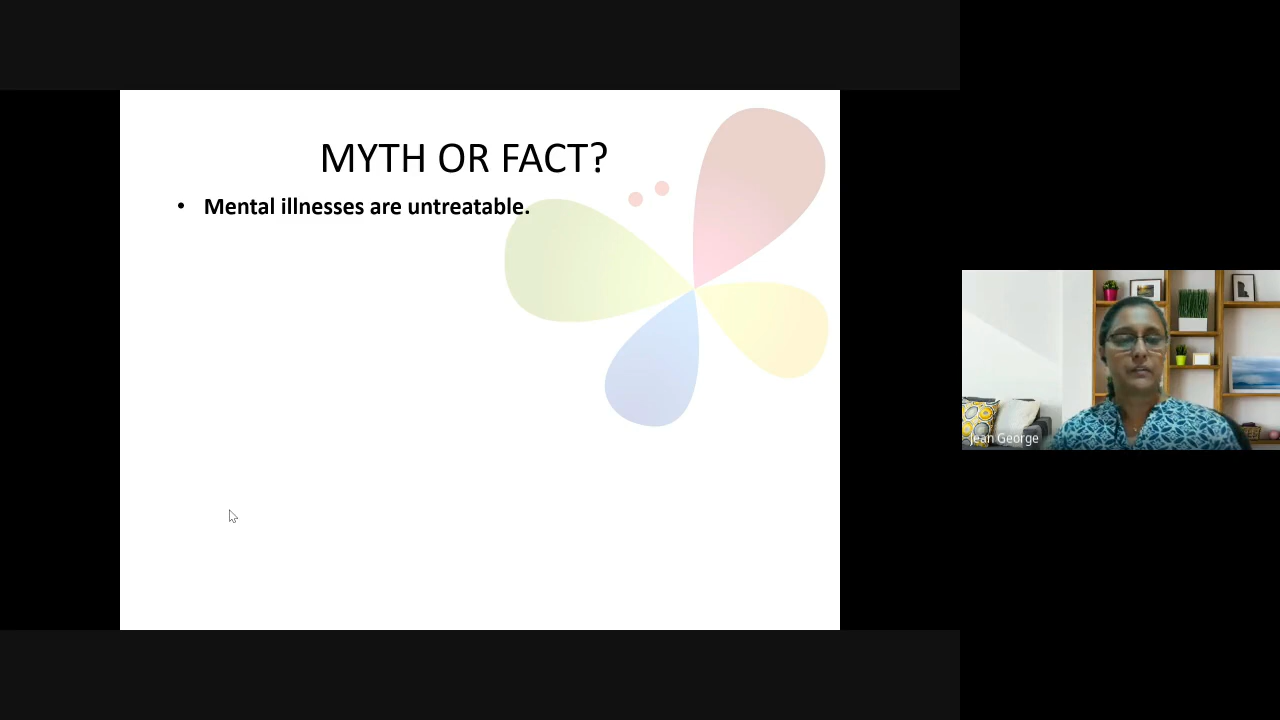 MYTH OR FACT?
• Mental illnesses are untreatable.
Jean George